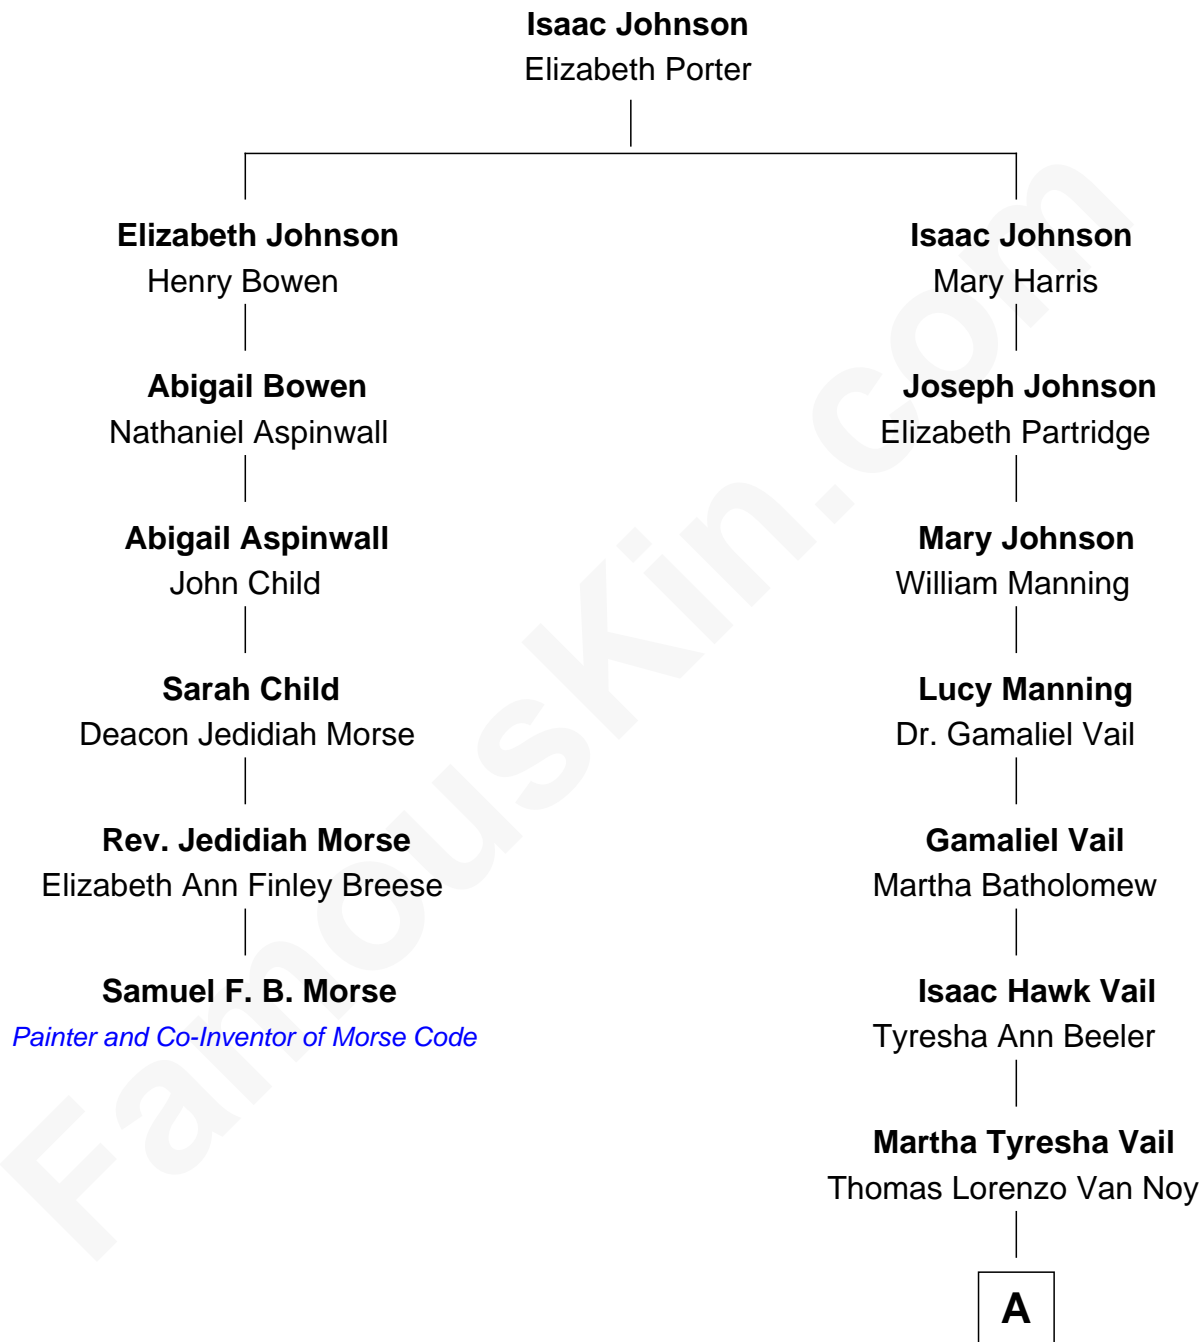 Isaac Johnson
Elizabeth Porter
Elizabeth Johnson
Henry Bowen
Isaac Johnson
Mary Harris
Abigail Bowen
Nathaniel Aspinwall
Joseph Johnson
Elizabeth Partridge
Abigail Aspinwall
John Child
Mary Johnson
William Manning
Sarah Child
Deacon Jedidiah Morse
Lucy Manning
Dr. Gamaliel Vail
Rev. Jedidiah Morse
Elizabeth Ann Finley Breese
Gamaliel Vail
Martha Batholomew
Samuel F. B. Morse
Painter and Co-Inventor of Morse Code
Isaac Hawk Vail
Tyresha Ann Beeler
Martha Tyresha Vail
Thomas Lorenzo Van Noy
A
FamousKin.com